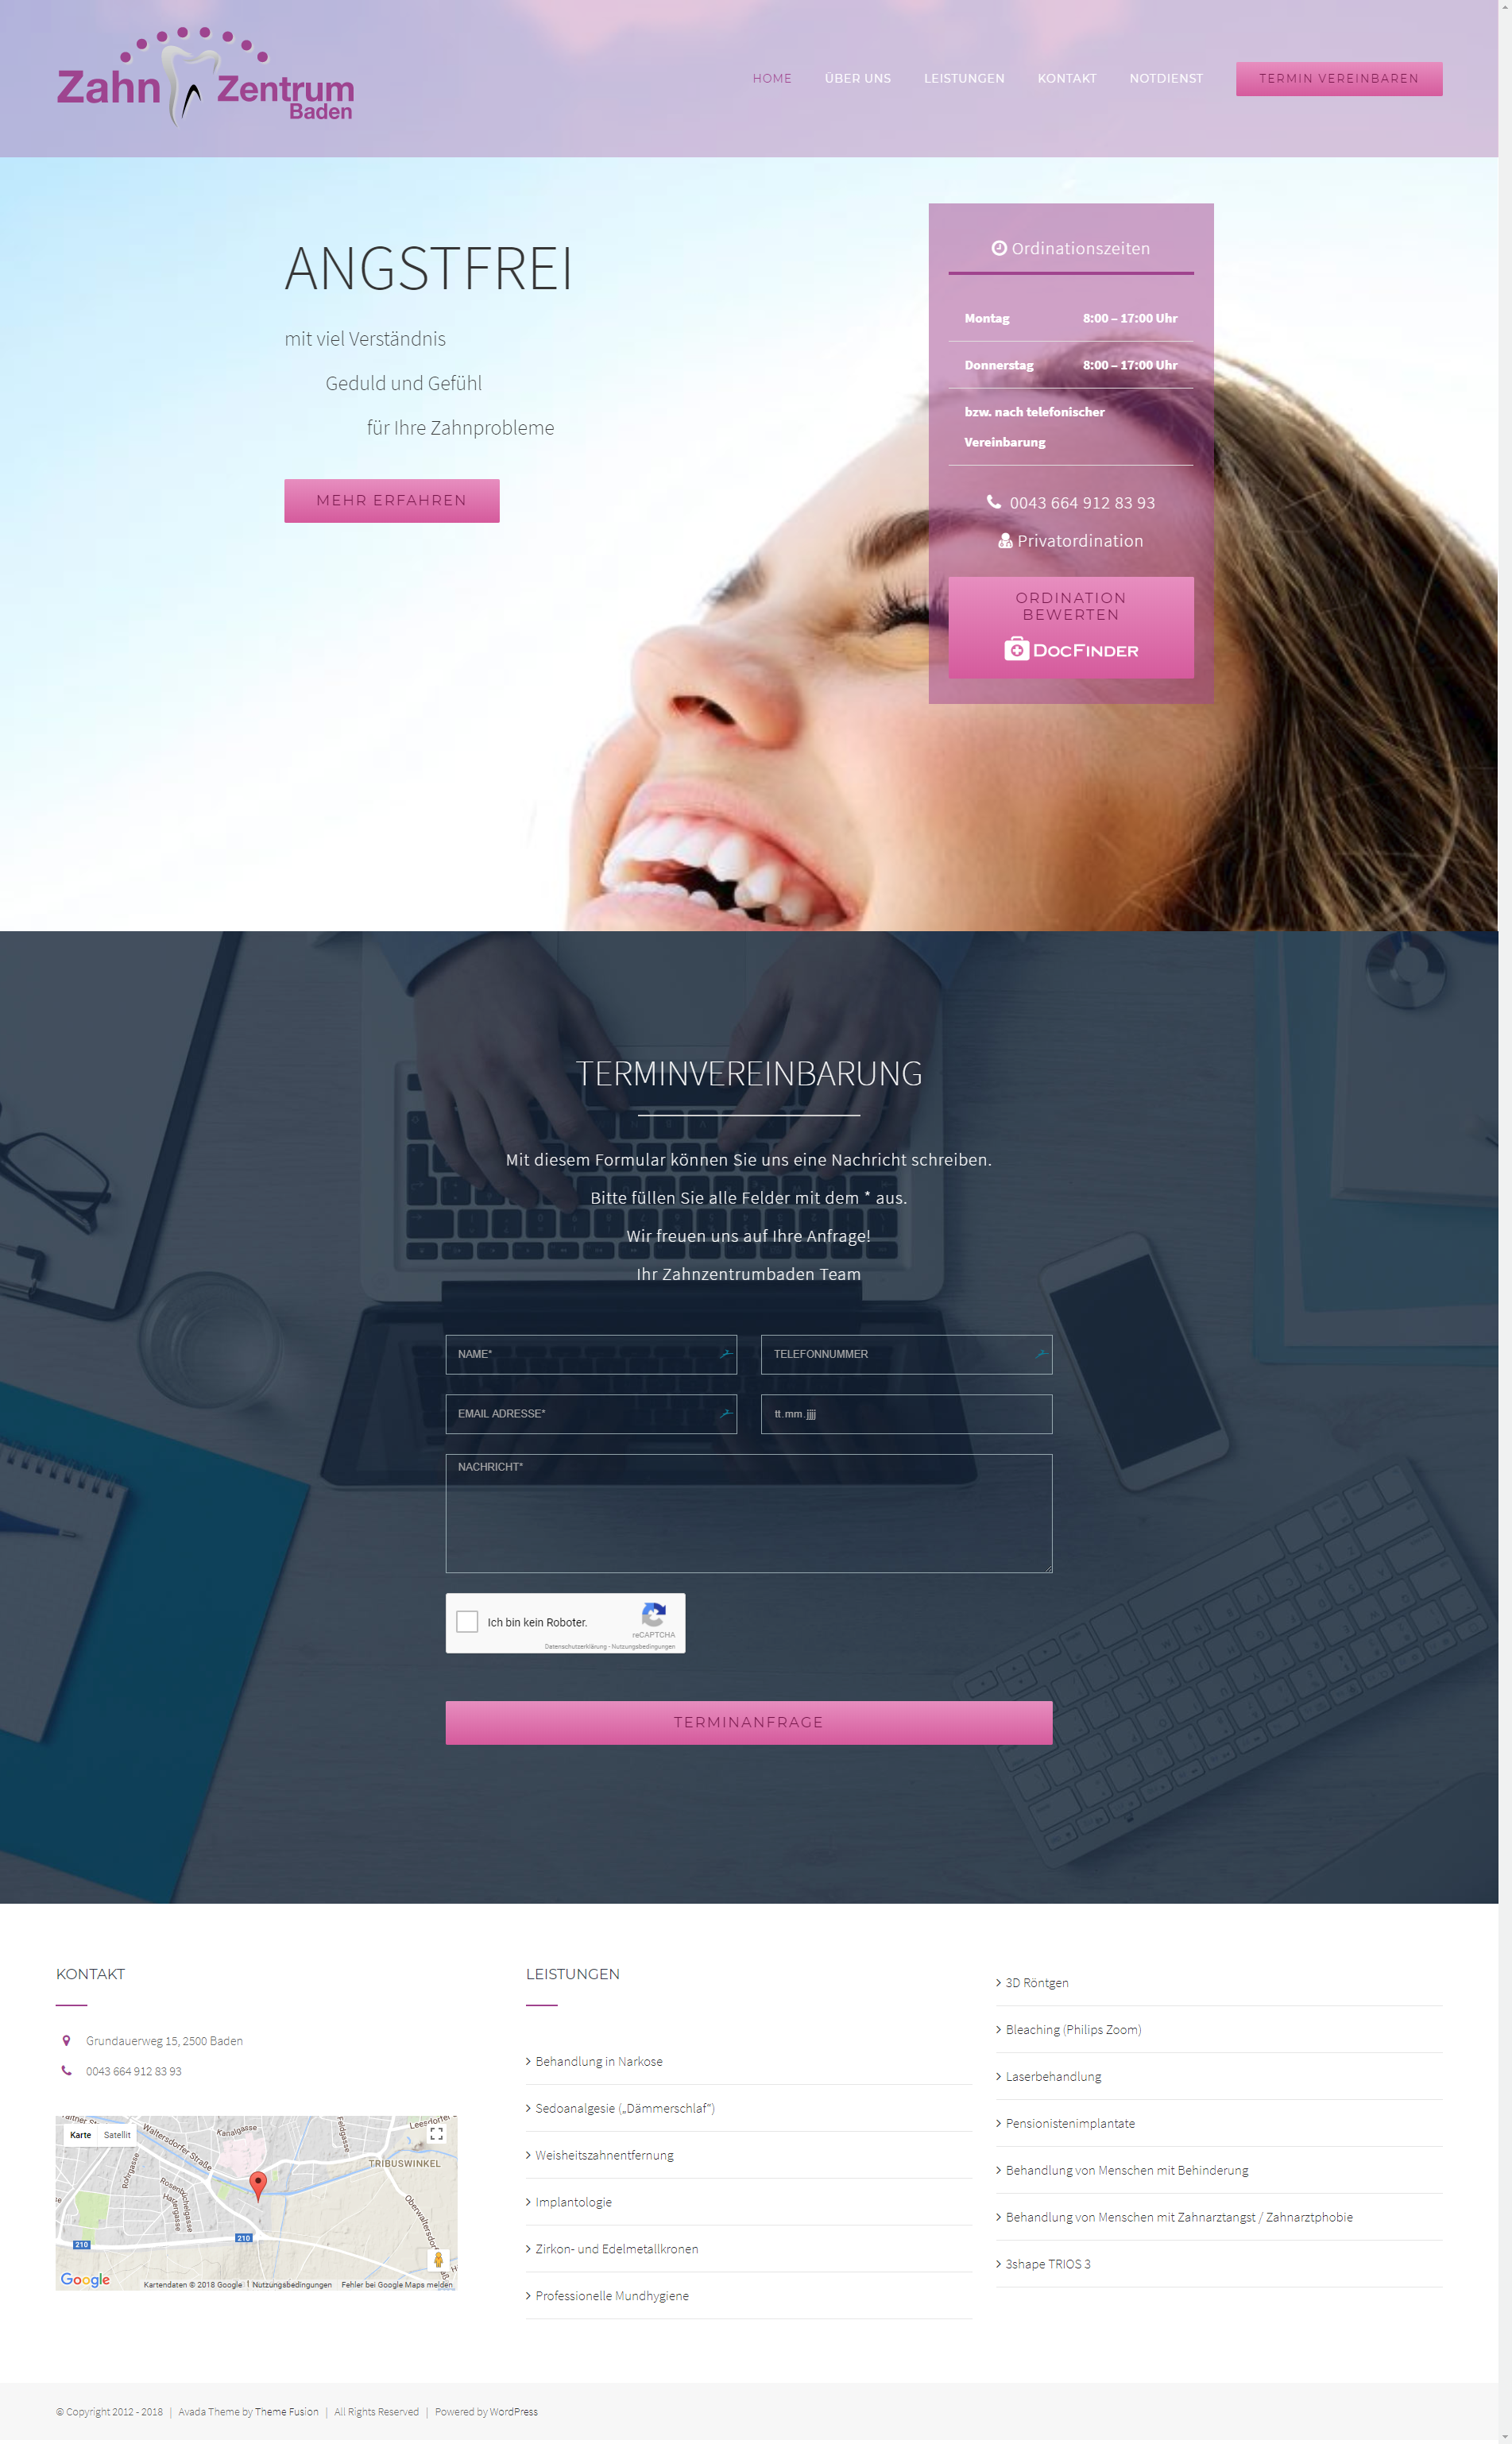 Zahn Zentrum
Baden
HOME
ÜBER UNS
LEISTUNGEN
KONTAKT
NOTDIENST
TERMIN VEREINBAREN
ANGSTFREI
mit viel Verständnis
Geduld und Gefühl
für Ihre Zahnprobleme
MEHR ERFAHREN
Ordinationszeiten
Montag 8:00 – 17:00 Uhr
Donnerstag 8:00 – 17:00 Uhr
bzw. nach telefonischer
Vereinbarung
0043 664 912 83 93
Privatordination
ORDINATION
BEWERTEN
DOCFINDER
TERMINVEREINBARUNG
Mit diesem Formular können Sie uns eine Nachricht schreiben.
Bitte füllen Sie alle Felder mit dem * aus.
Wir freuen uns auf Ihre Anfrage!
Ihr Zahnzentrumbaden Team
NAME*
TELEFONNUMMER
EMAIL ADRESSE*
tt.mm.jjjj
NACHRICHT*
Ich bin kein Roboter.
reCAPTCHA
Datenschutzerklärung - Nutzungsbedingungen
TERMINANFRAGE
KONTAKT
Grundauerweg 15, 2500 Baden
0043 664 912 83 93
Karte
Satellit
Waltersdorfer Straße
Kanalgasse
Feldgasse
Leesdorfer
TRIBUSWINKEL
Rohrgasse
Rosenbüchelgasse
Hadergasse
Oberwaltersdorf
210
210
Google
Kartendaten © 2018 Google
Nutzungsbedingungen
Fehler bei Google Maps melden
LEISTUNGEN
Behandlung in Narkose
Sedoanalgesie („Dämmerschlaf“)
Weisheitszahnentfernung
Implantologie
Zirkon- und Edelmetallkronen
Professionelle Mundhygiene
3D Röntgen
Bleaching (Philips Zoom)
Laserbehandlung
Pensionistenimplantate
Behandlung von Menschen mit Behinderung
Behandlung von Menschen mit Zahnarztangst / Zahnarztphobie
3shape TRIOS 3
© Copyright 2012 - 2018 | Avada Theme by Theme Fusion | All Rights Reserved | Powered by WordPress